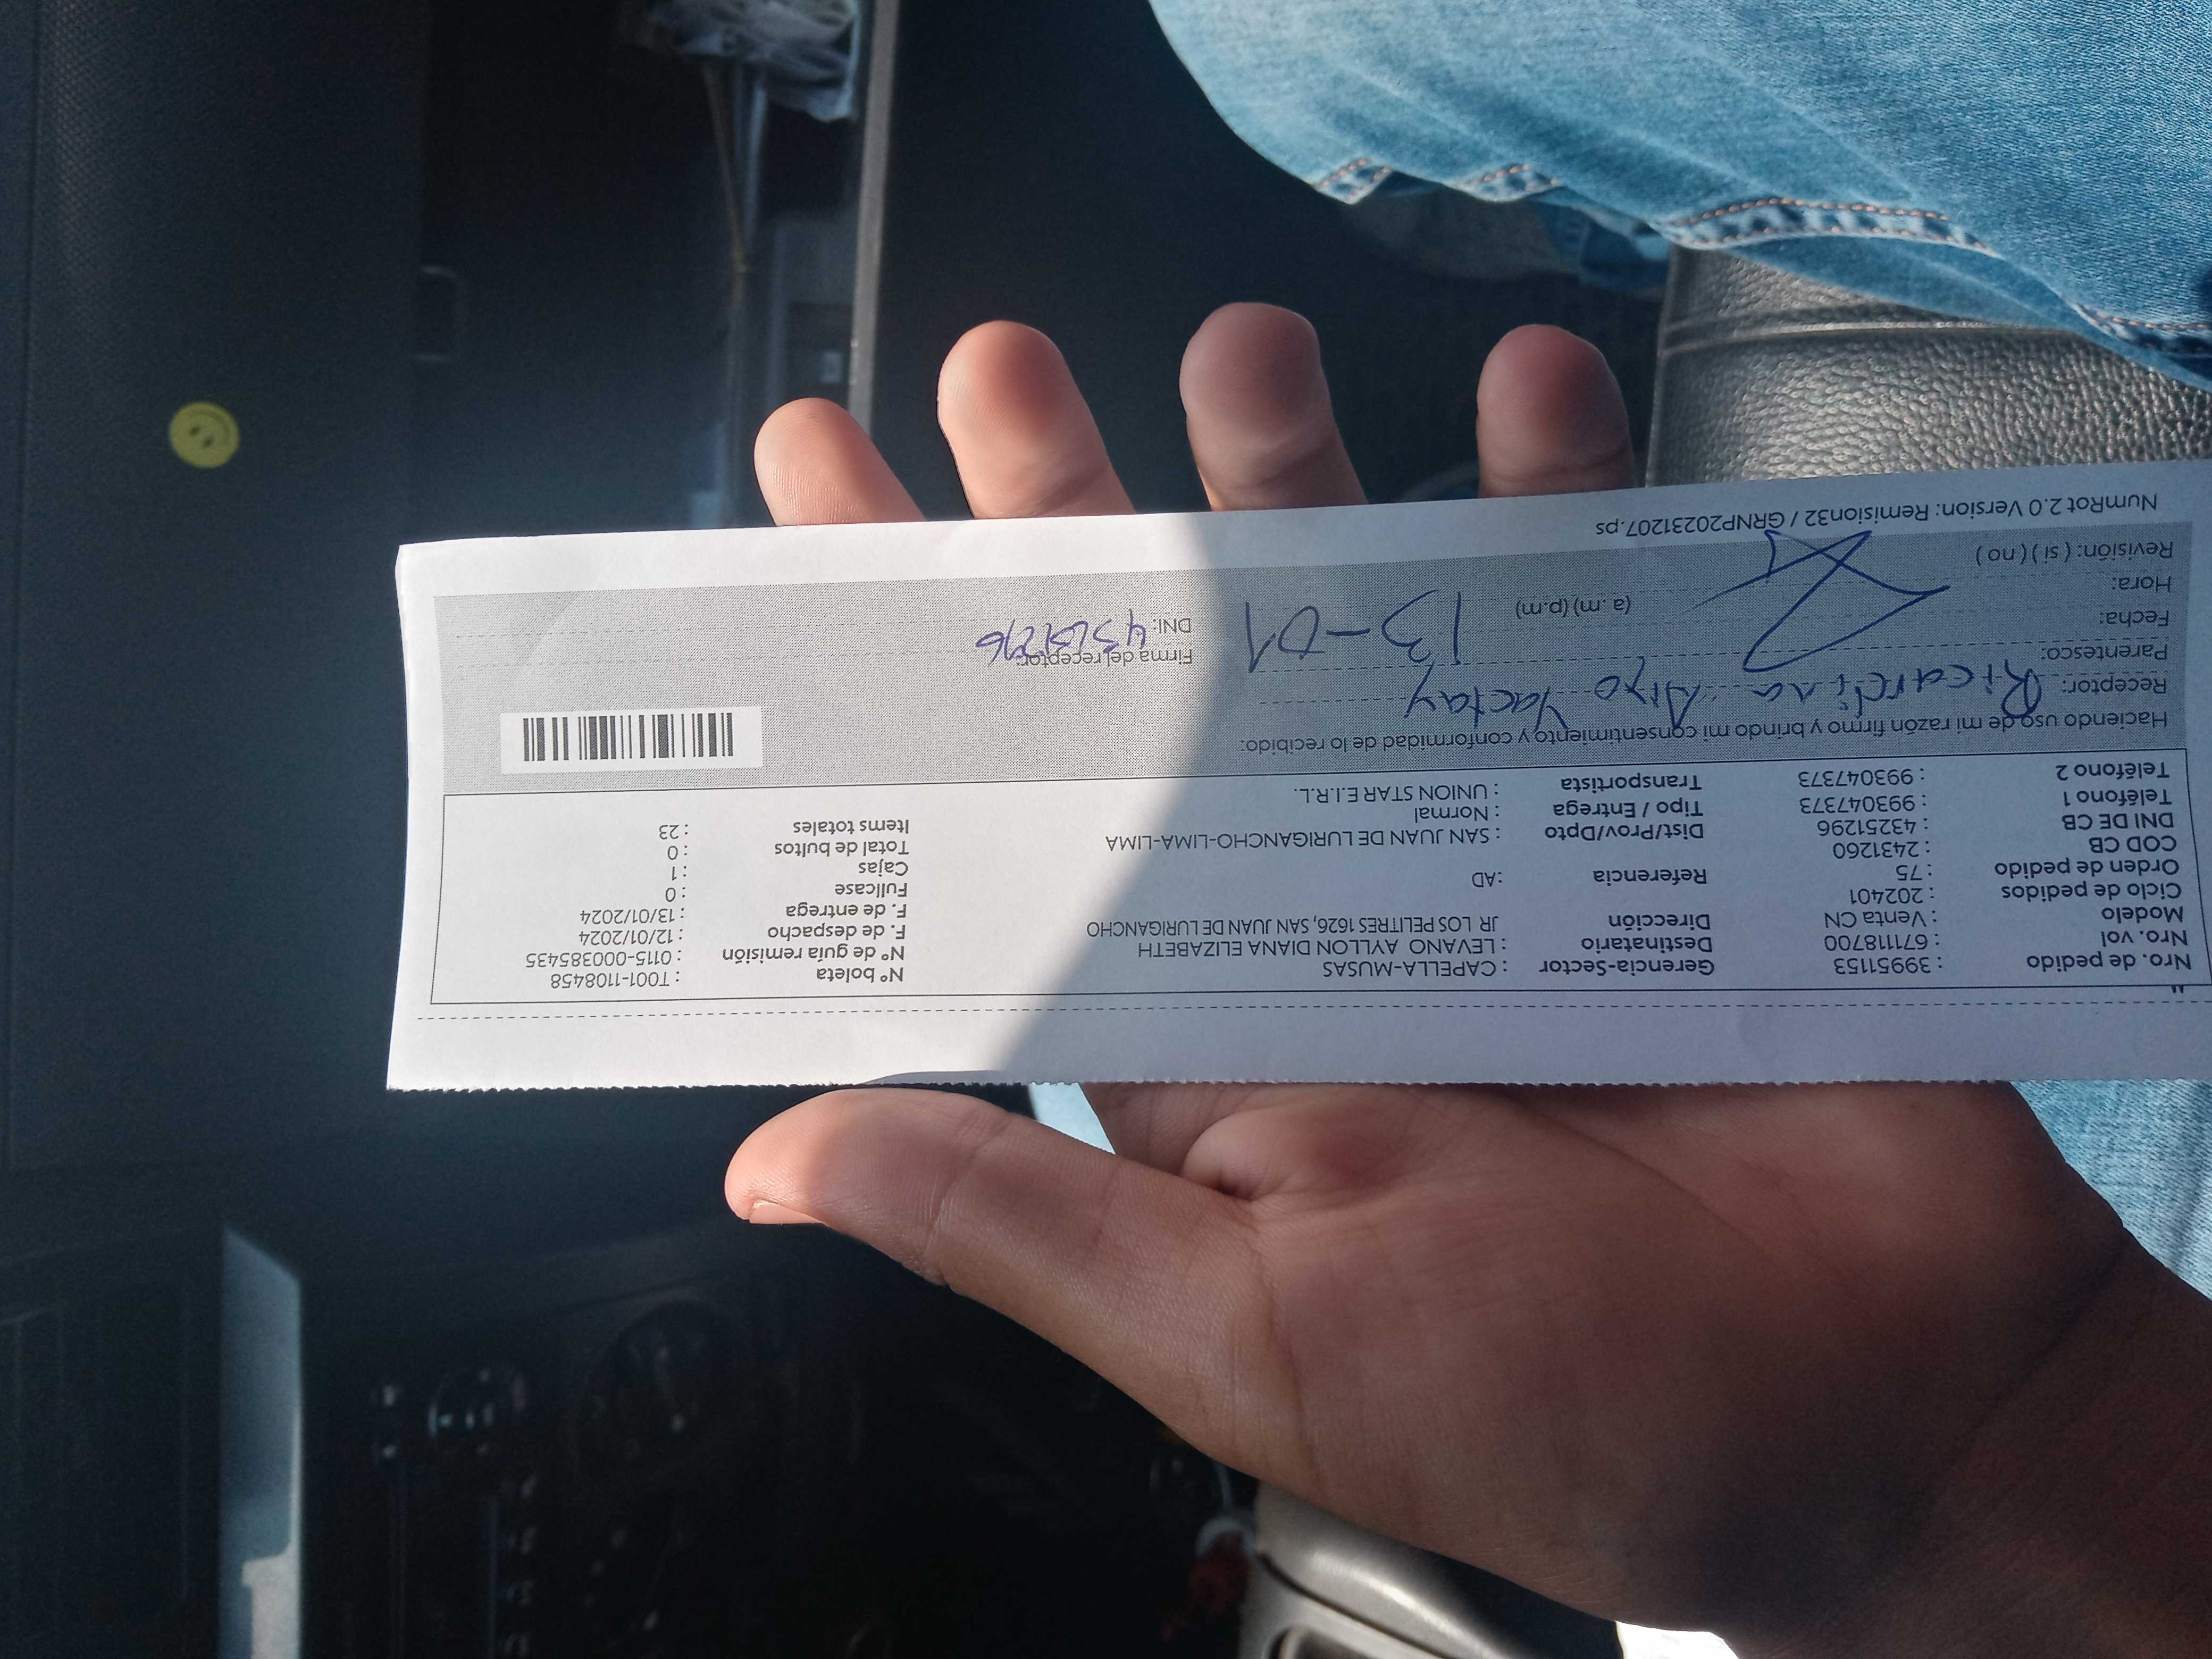 Nro. de pedido : 39951153 Gerencia-Sector : CAPELLA-MUSAS Nº boleta : T001-1108458
Nro. vol : 671118700 Destinatario : LEVANO AYLLON DIANA ELIZABETH Nº de guía remisión : 0115-000385435
Modelo : Venta CN Dirección JR LOS PELITRES 1626, SAN JUAN DE LURIGANCHO F. de despacho : 12/01/2024
Ciclo de pedidos : 202401 F. de entrega : 13/01/2024
Orden de pedido : 75 Referencia :AD Fullcase : 0
COD CB : 2431260 Cajas : 1
DNI DE CB : 43251296 Dist/Prov/Dpto : SAN JUAN DE LURIGANCHO-LIMA-LIMA Total de bultos : 0
Teléfono 1 : 993047373 Tipo / Entrega : Normal Items totales : 23
Teléfono 2 : 993047373 Transportista : UNION STAR E.I.R.L.
Haciendo uso de mi razón firmo y brindo mi consentimiento y conformidad de lo recibido:
Receptor: Ricardina Yactay
Parentesco: Firma del receptor:
Fecha: 13-01 DNI:
Hora: (a. m) (p.m)
Revisión: ( si ) ( no )
NumRot 2.0 Version: Remision32 / GRNP20231207.ps